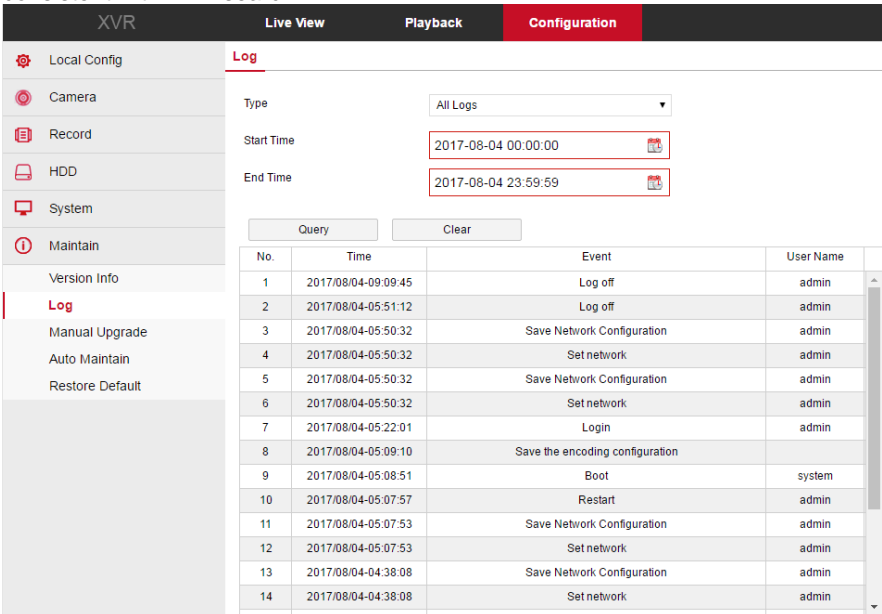 XVR Live View Playback Configuration
Local Config
Camera
Record
HDD
System
Maintain
Version Info
Log
Manual Upgrade
Auto Maintain
Restore Default
Log
Type All Logs
Start Time 2017-08-04 00:00:00
End Time 2017-08-04 23:59:59
Query Clear
No. Time Event User Name
1 2017/08/04-09:09:45 Log off admin
2 2017/08/04-05:51:12 Log off admin
3 2017/08/04-05:50:32 Save Network Configuration admin
4 2017/08/04-05:50:32 Set network admin
5 2017/08/04-05:50:32 Save Network Configuration admin
6 2017/08/04-05:50:32 Set network admin
7 2017/08/04-05:22:01 Login admin
8 2017/08/04-05:09:10 Save the encoding configuration
9 2017/08/04-05:08:51 Boot system
10 2017/08/04-05:07:57 Restart admin
11 2017/08/04-05:07:53 Save Network Configuration admin
12 2017/08/04-05:07:53 Set network admin
13 2017/08/04-04:38:08 Save Network Configuration admin
14 2017/08/04-04:38:08 Set network admin